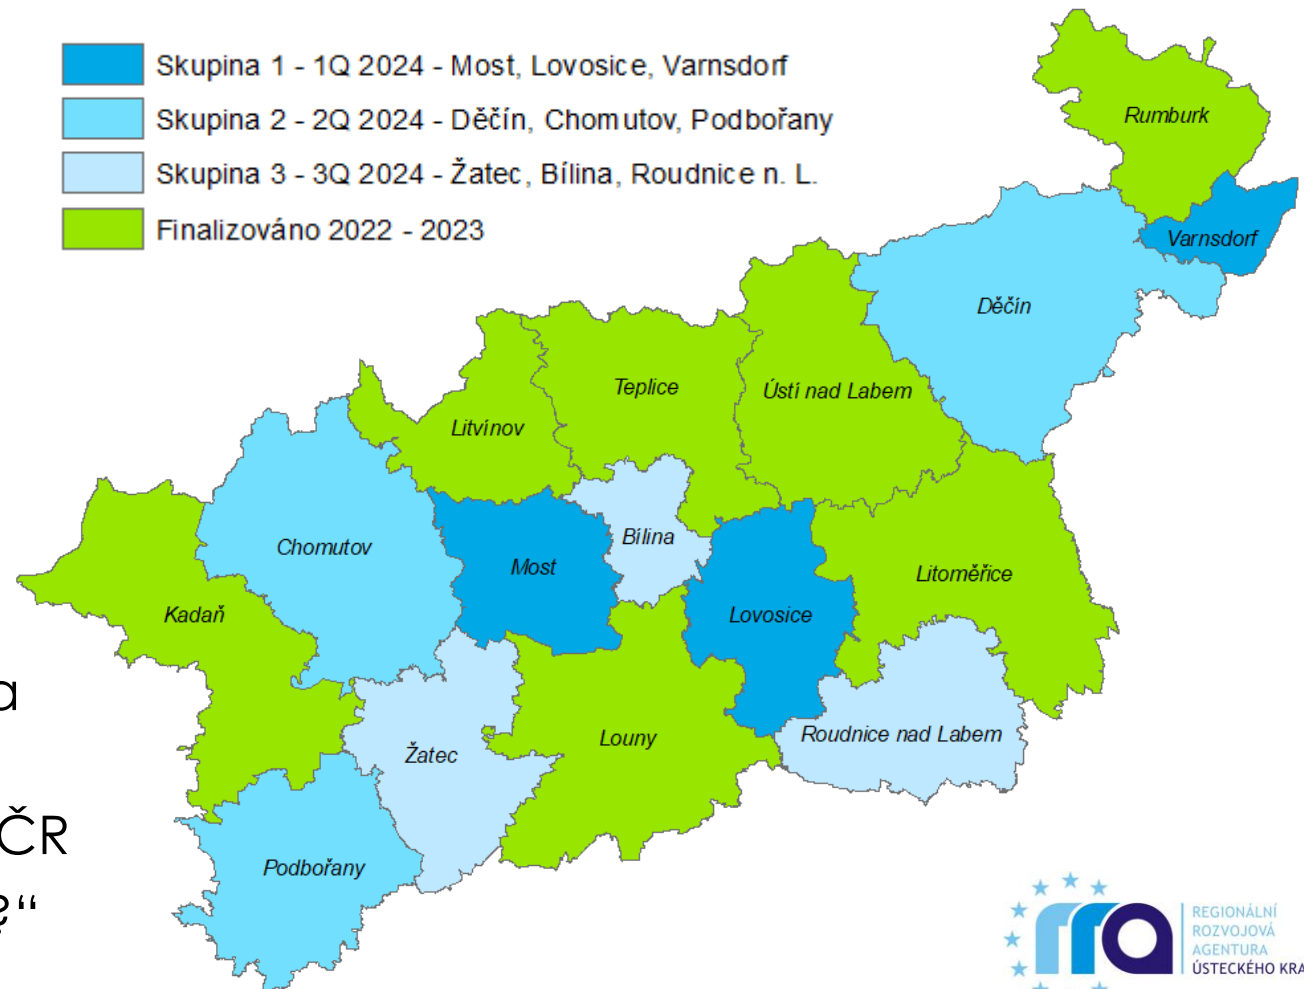 Skupina 1 - 1Q 2024 - Most, Lovosice, Varnsdorf
Skupina 2 - 2Q 2024 - Děčín, Chomutov, Podbořany
Skupina 3 - 3Q 2024 - Žatec, Bílina, Roudnice n. L.
Finalizováno 2022 - 2023
Rumburk
Varnsdorf
Děčín
Teplice
Ústí nad Labem
Litvínov
Bílina
Chomutov
Most
Litoměřice
Kadaň
Lovosice
a
Roudnice nad Labem
Louny
Žatec
ČR
Podbořany
?“
rra
REGIONÁLNÍ
ROZVOJOVÁ
AGENTURA
ÚSTECKÉHO KRA